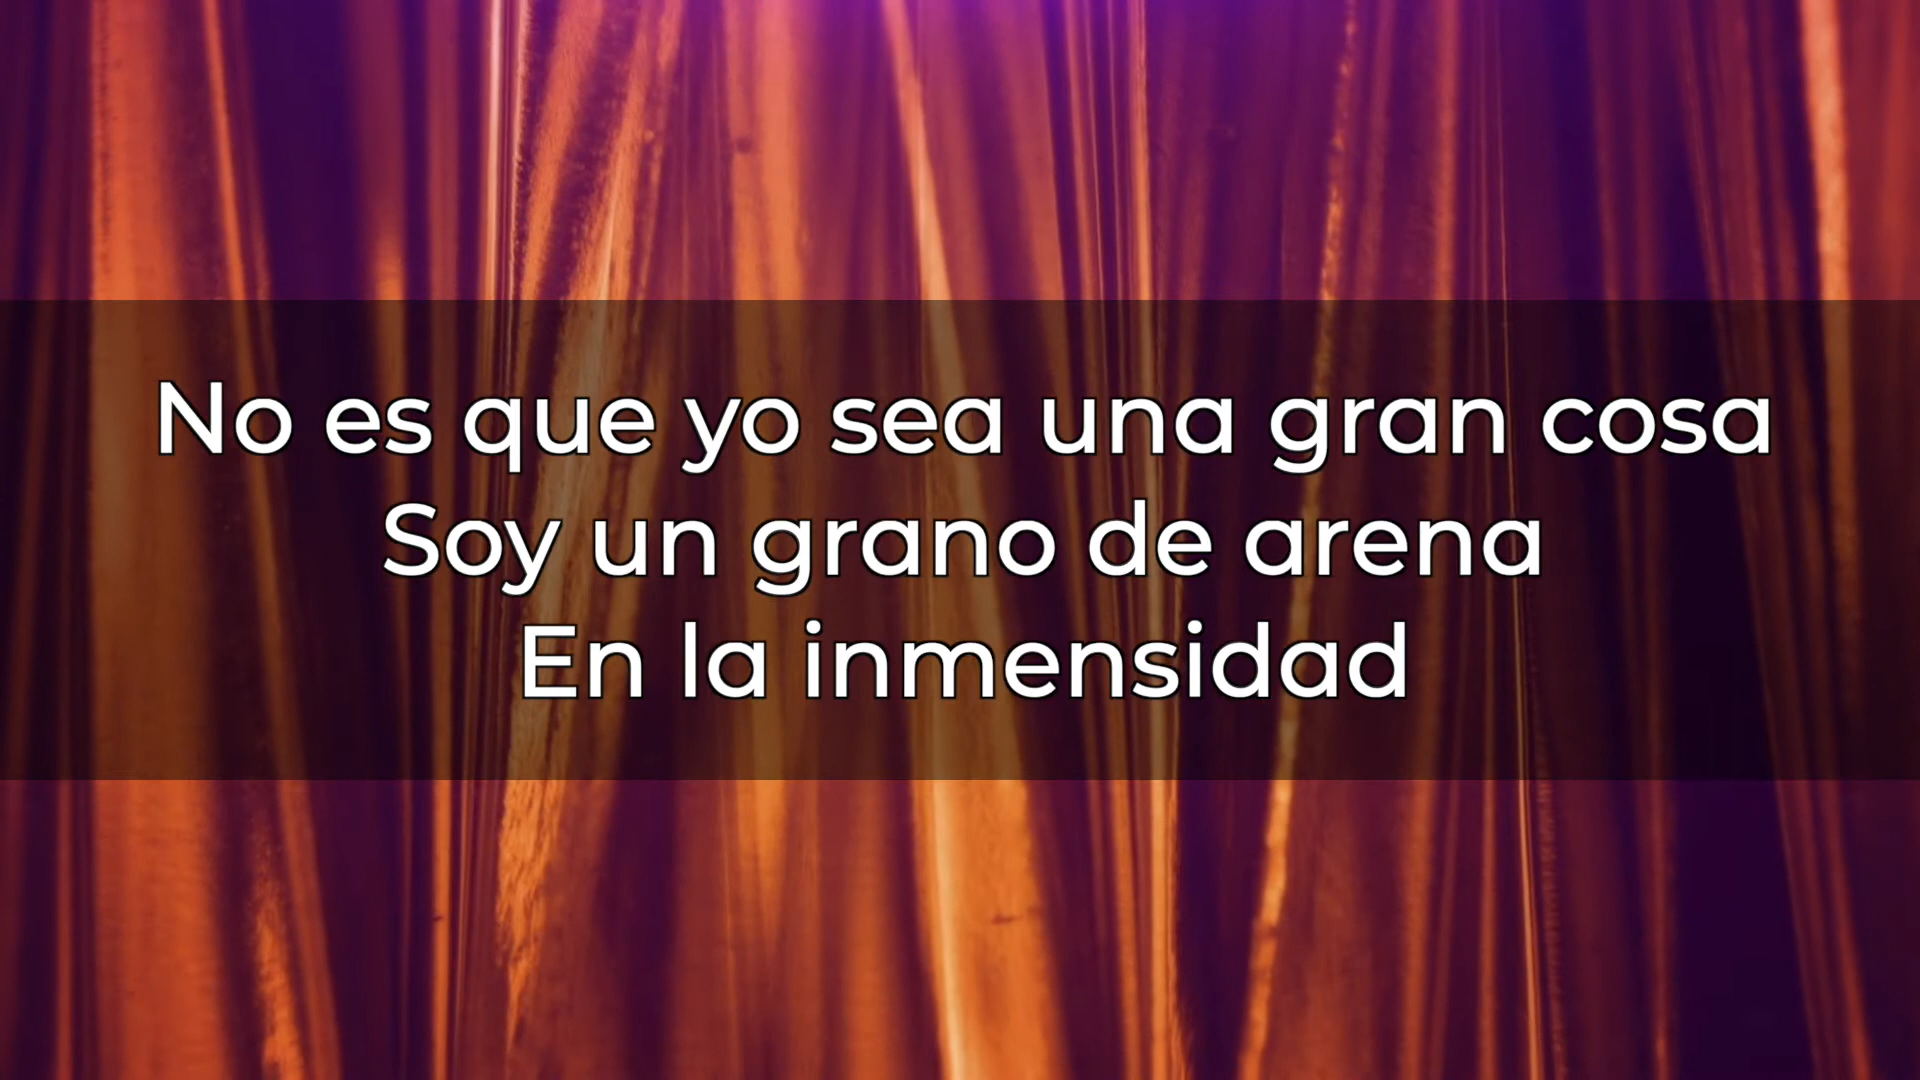 No es que yo sea una gran cosa
Soy un grano de arena
En la inmensidad